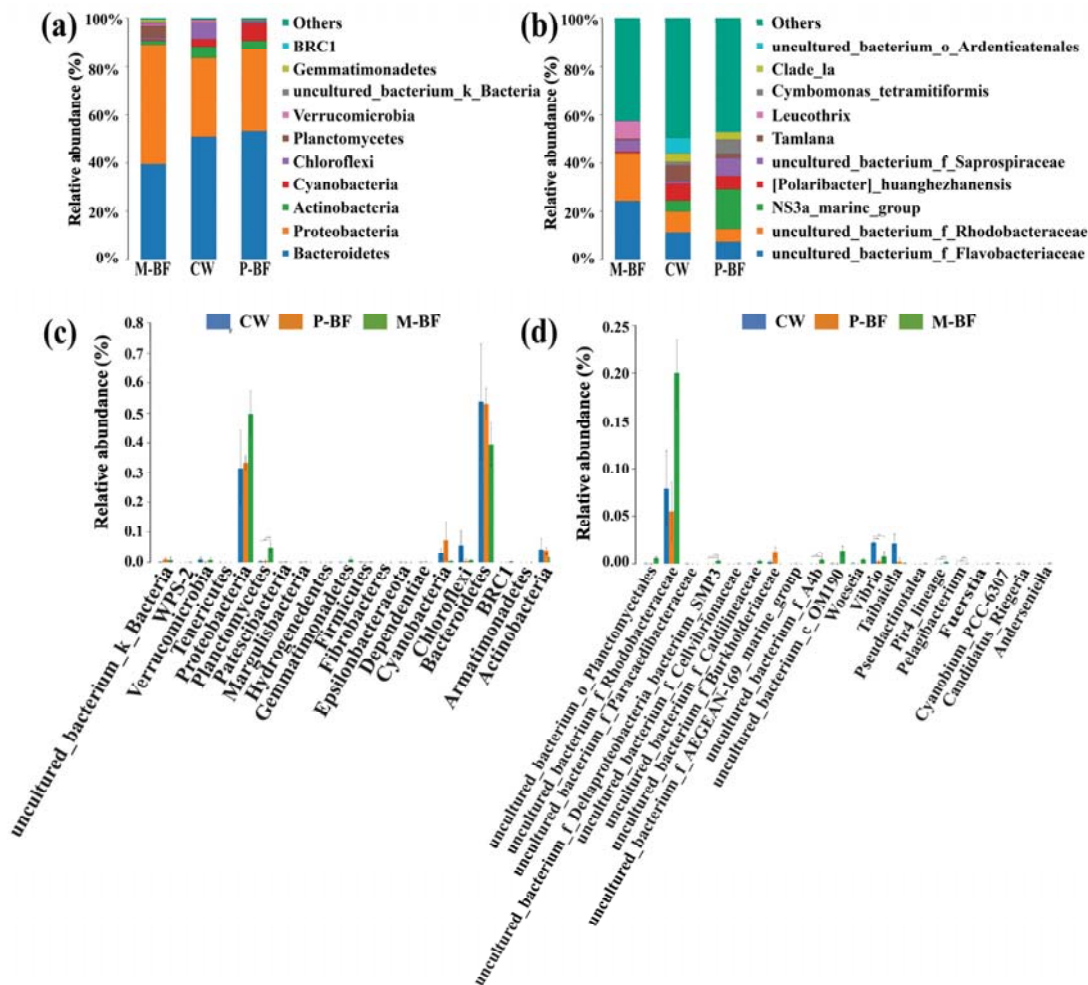 (a)
Relative abundance (%)
100%
80%
60%
40%
20%
0%
M-BF CW P-BF
Others
BRC1
Gemmatimonadetes
uncultured_bacterium_k_Bacteria
Verrucomicrobia
Planctomycetes
Chloroflexi
Cyanobacteria
Actinobacteria
Proteobacteria
Bacteroidetes
(b)
Relative abundance (%)
100%
80%
60%
40%
20%
0%
M-BF CW P-BF
Others
uncultured_bacterium_o_Ardenticatenales
Clade_la
Cymbomonas_tetramitiformis
Leucothrix
Tamlana
uncultured_bacterium_f_Saprospiraceae
[Polaribacter]_huanghezhanensis
NS3a_marine_group
uncultured_bacterium_f_Rhodobacteraceae
uncultured_bacterium_f_Flavobacteriaceae
(c)
CW P-BF M-BF
Relative abundance (%)
0.8
0.7
0.6
0.5
0.4
0.3
0.2
0.1
0.0
uncultured_bacterium_k_Bacteria
WPS-2
Verrucomicrobia
Tenericutes
Proteobacteria
Planctomycetes
Patescibacteria
Margulisbacteria
Hydrogenedentes
Gemmatimonadetes
Firmicutes
Fibrobacteres
Epsilonbacteraeota
Dependentiae
Cyanobacteria
Chloroflexi
Bacteroidetes
BRC1
Armatimonadetes
Actinobacteria
(d)
CW P-BF M-BF
Relative abundance (%)
0.25
0.20
0.15
0.10
0.05
0.0
uncultured_bacterium_o_Planctomycetales
uncultured_bacterium_f_Rhodobacteraceae
uncultured_bacterium_f_Paracaedibacteraceae
uncultured_bacterium_f_Deltaproteobacteria_bacterium_SMP3
uncultured_bacterium_f_Cellvibrionaceae
uncultured_bacterium_f_Caldilineaceae
uncultured_bacterium_f_Burkholderiaceae
uncultured_bacterium_f_AEGEAN-169_marine_group
uncultured_bacterium_f_A4b
uncultured_bacterium_c_OM190
Wogseia
Vibrio
Taibaiella
Pseudactinotalea
Pir4_lineage
Pelagibacterium
Fuerstia
Cyanobium_PCC-6307
Candidatus_Riegeria
Anderseniella